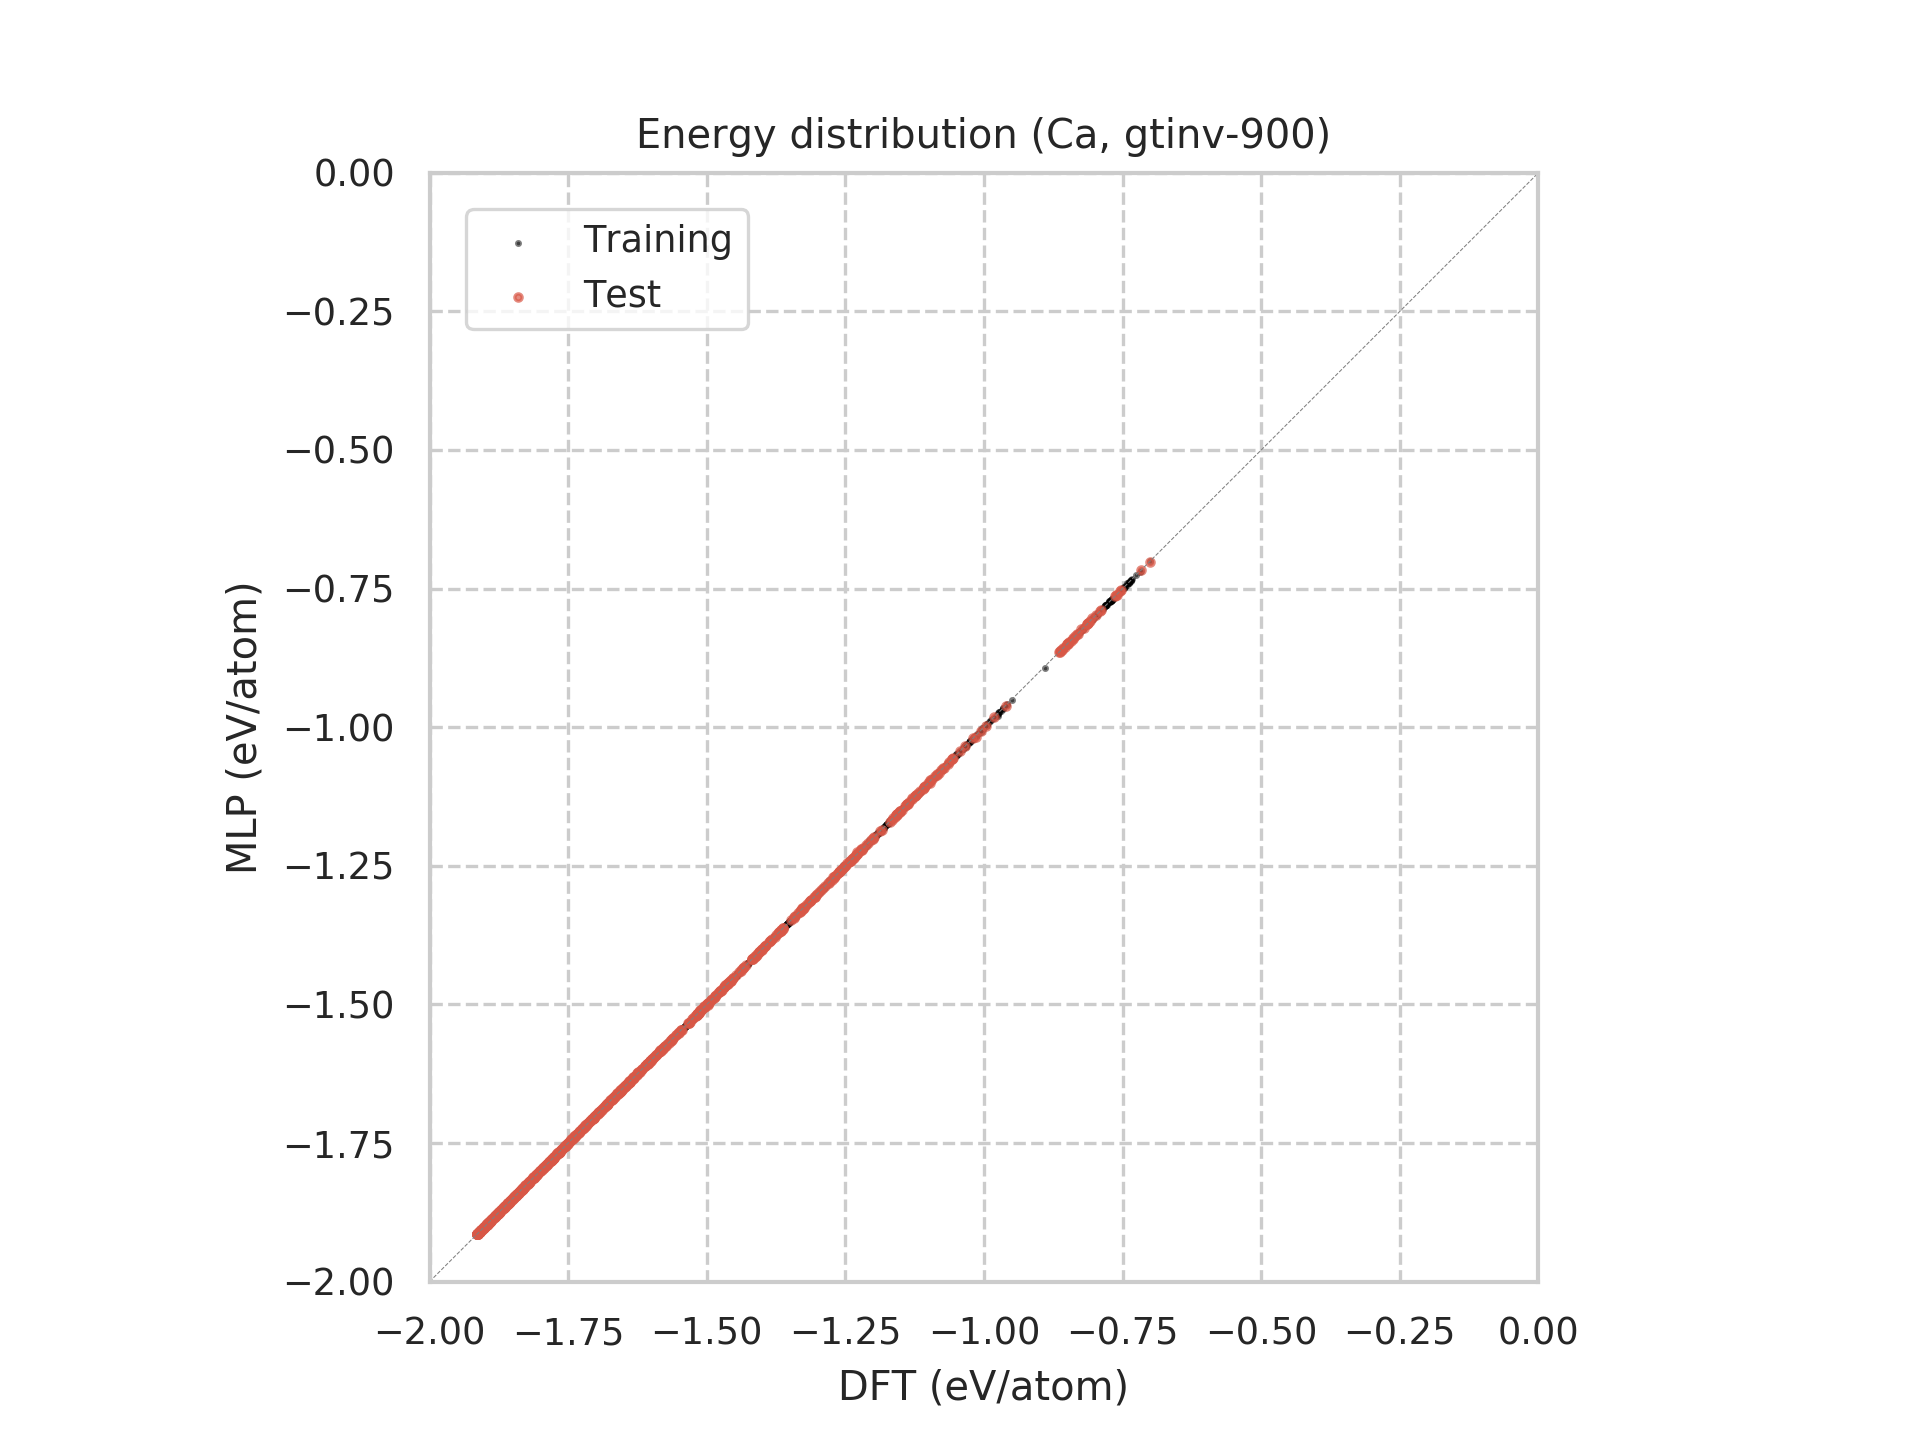 Energy distribution (Ca, gtinv-900)
0.00
Training
Test
−0.25
−0.50
−0.75
−1.00
−1.25
−1.50
−1.75
−2.00
MLP (eV/atom)
−2.00 −1.75 −1.50 −1.25 −1.00 −0.75 −0.50 −0.25 0.00
DFT (eV/atom)